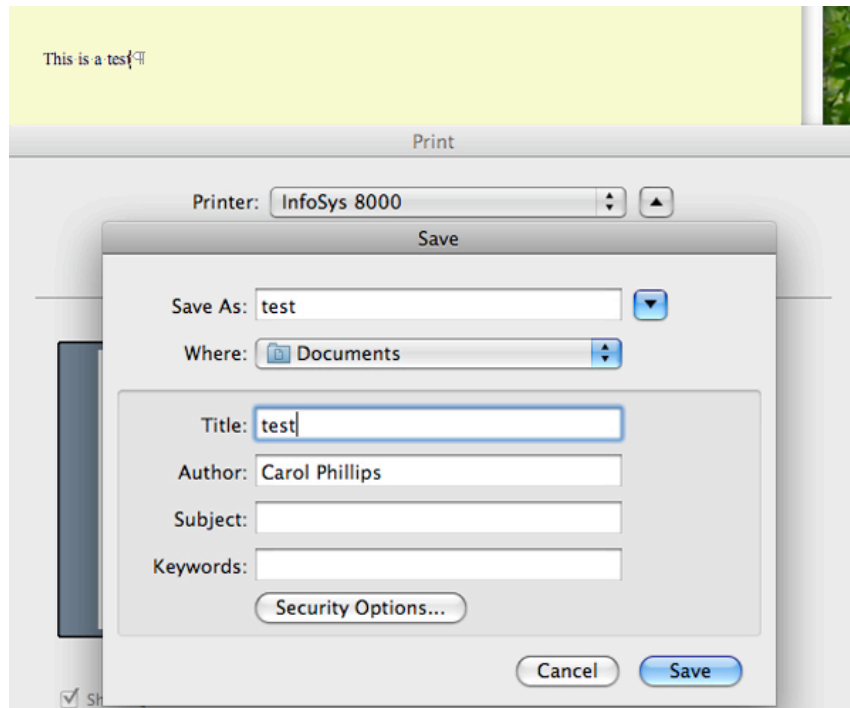 This is a test¶
Print
Printer: InfoSys 8000
Save
Save As: test
Where: Documents
Title: test
Author: Carol Phillips
Subject:
Keywords:
Security Options...
Cancel Save